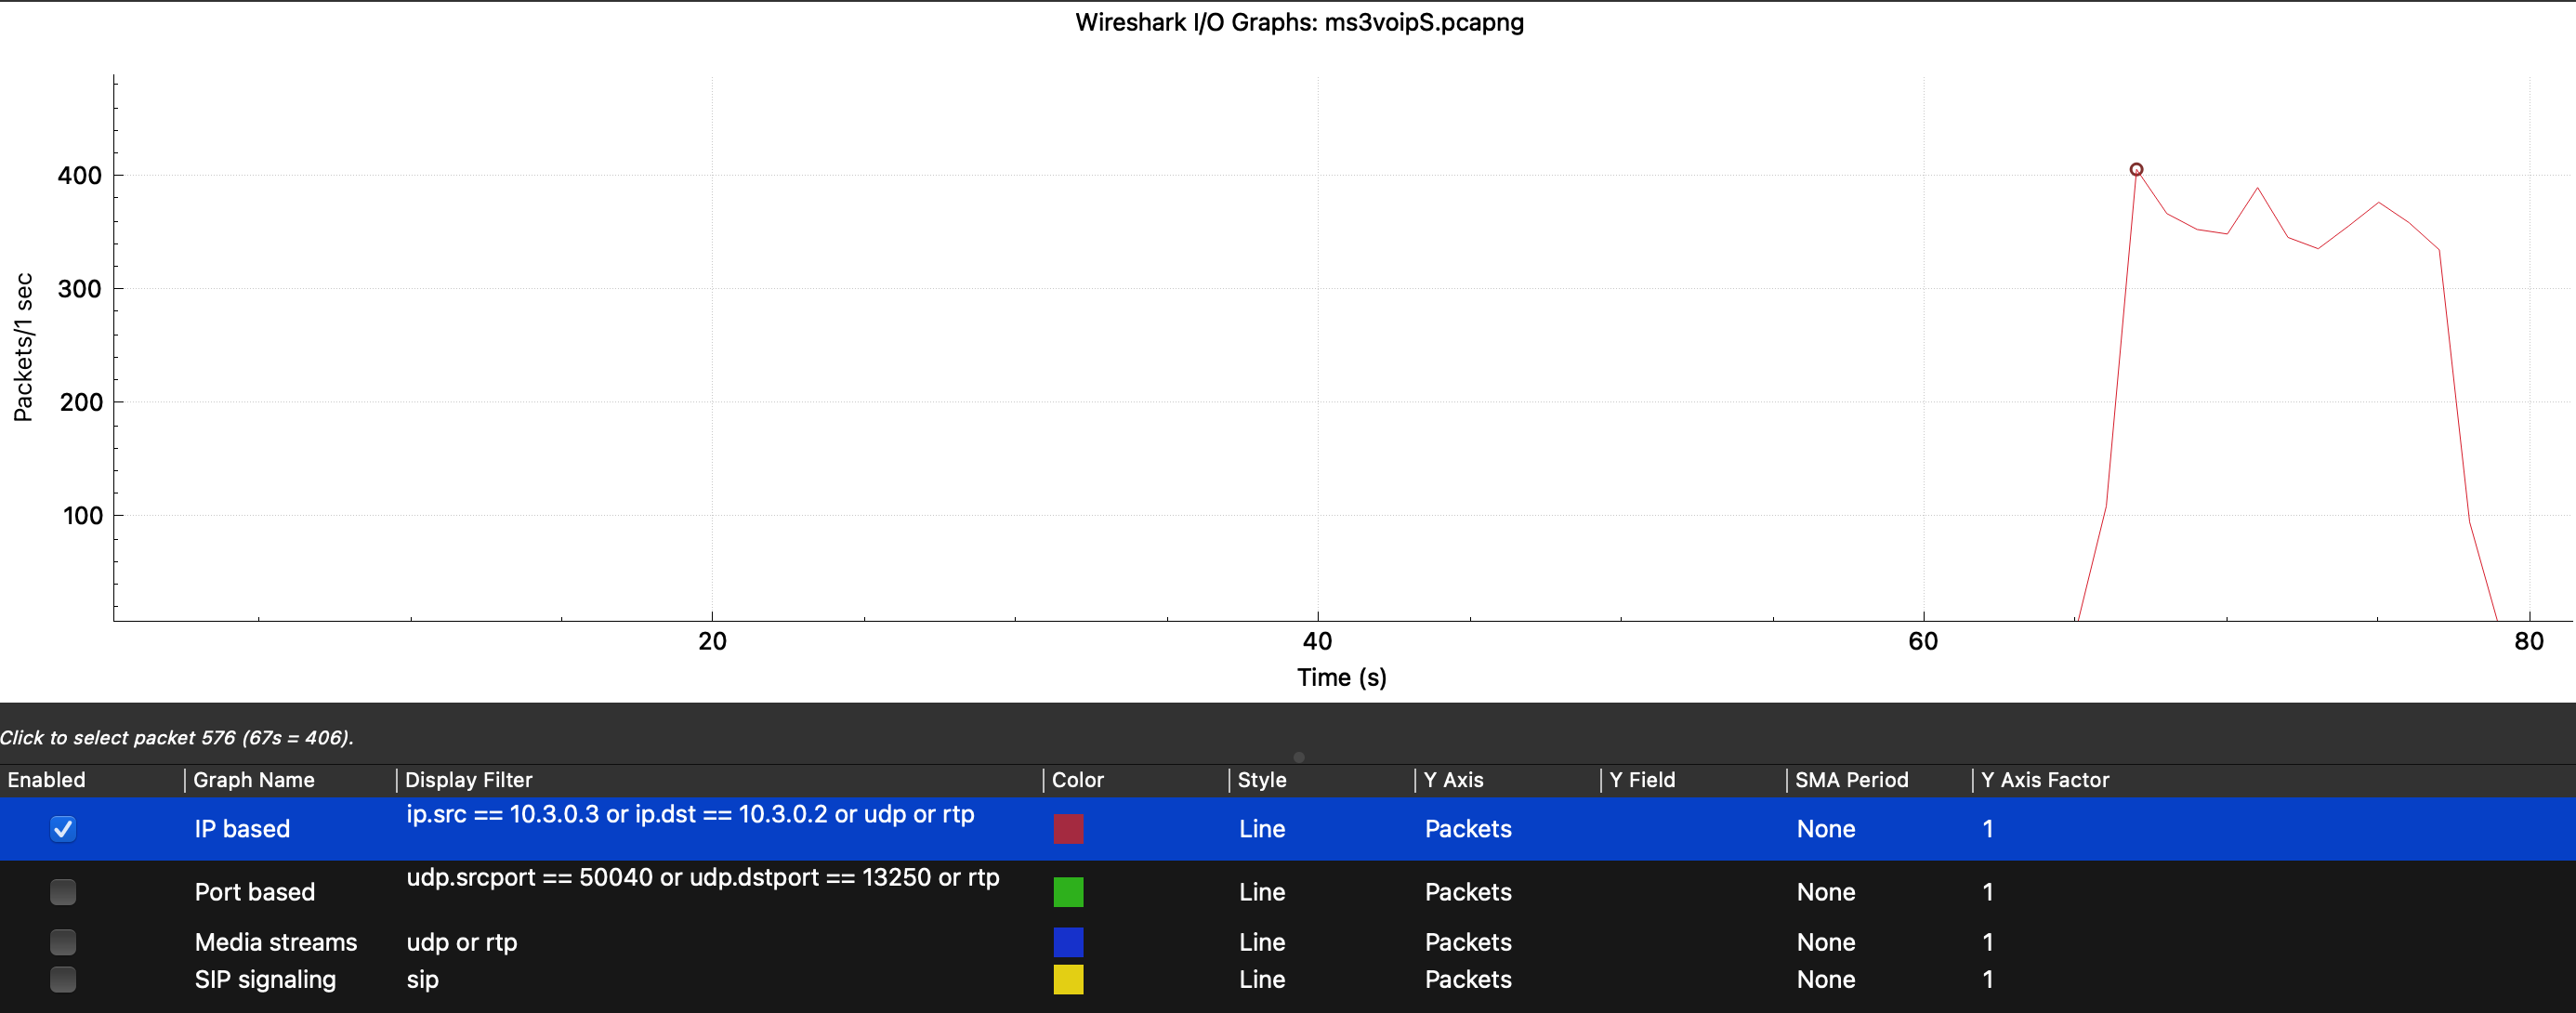 Wireshark I/O Graphs: ms3voipS.pcapng
400
300
200
100
Packets/1 sec
20 40 60 80
Time (s)
Click to select packet 576 (67s = 406).
Enabled Graph Name Display Filter Color Style Y Axis Y Field SMA Period Y Axis Factor
IP based ip.src == 10.3.0.3 or ip.dst == 10.3.0.2 or udp or rtp Line Packets None 1
Port based udp.srcport == 50040 or udp.dstport == 13250 or rtp Line Packets None 1
Media streams udp or rtp Line Packets None 1
SIP signaling sip Line Packets None 1